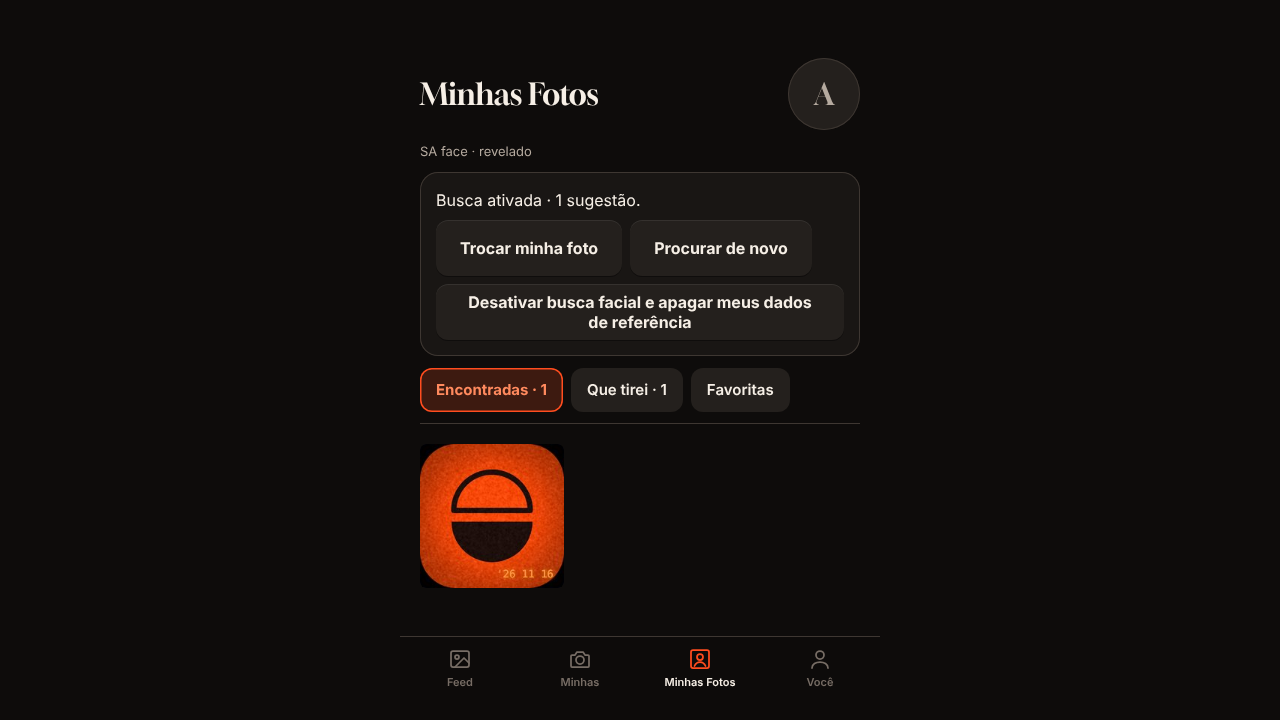 Minhas Fotos
A
SA face · revelado
Busca ativada · 1 sugestão.
Trocar minha foto
Procurar de novo
Desativar busca facial e apagar meus dados
de referência
Encontradas · 1
Que tirei · 1
Favoritas
'26 11 16
Feed
Minhas
Minhas Fotos
Você